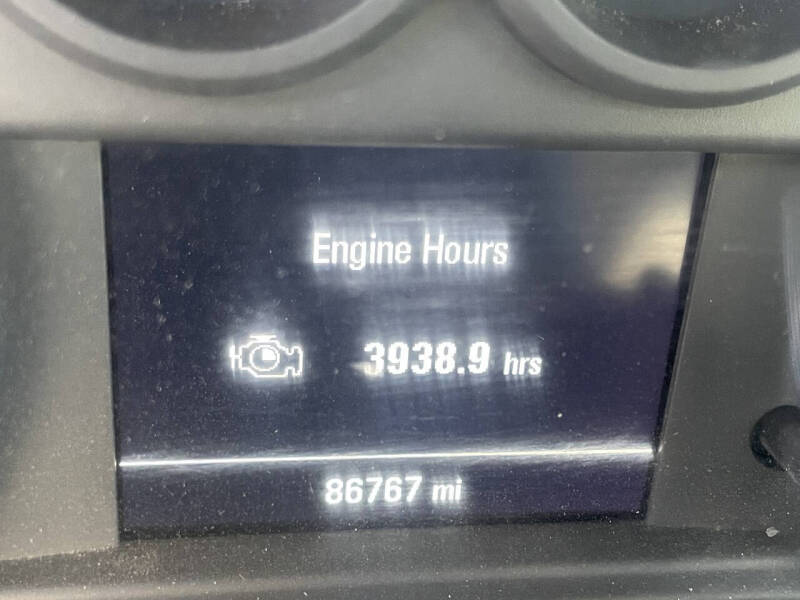 Engine Hours
3938.9 hrs
86767 mi